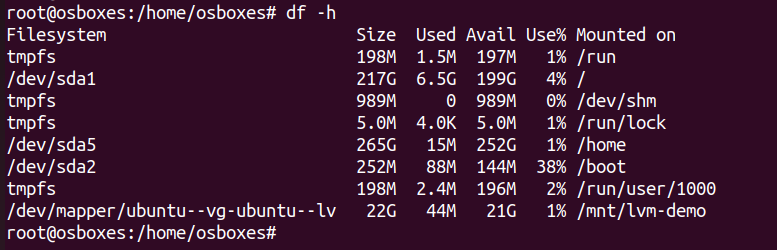 root@osboxes:/home/osboxes# df -h
Filesystem                         Size  Used Avail Use% Mounted on
tmpfs                              198M  1.5M  197M   1% /run
/dev/sda1                          217G  6.5G  199G   4% /
tmpfs                              989M     0  989M   0% /dev/shm
tmpfs                              5.0M  4.0K  5.0M   1% /run/lock
/dev/sda5                          265G   15M  252G   1% /home
/dev/sda2                          252M   88M  144M  38% /boot
tmpfs                              198M  2.4M  196M   2% /run/user/1000
/dev/mapper/ubuntu--vg-ubuntu--lv   22G   44M   21G   1% /mnt/lvm-demo
root@osboxes:/home/osboxes#